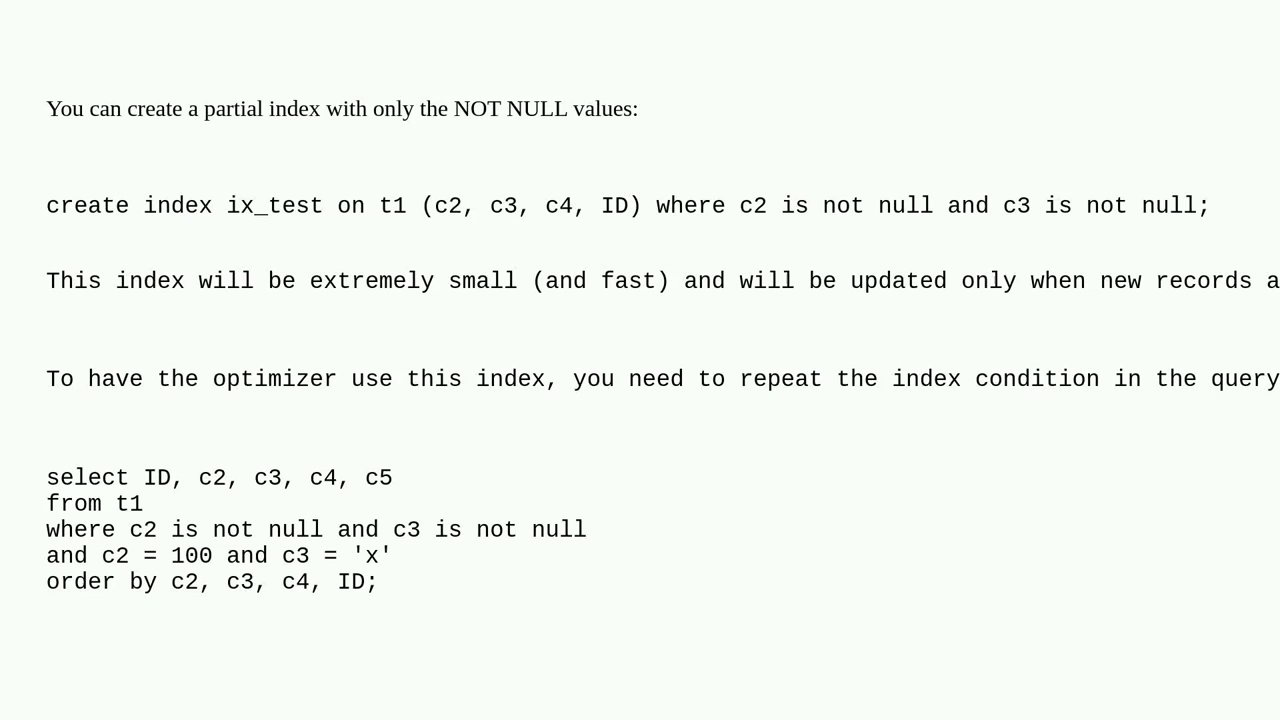 You can create a partial index with only the NOT NULL values:
create index ix_test on t1 (c2, c3, c4, ID) where c2 is not null and c3 is not null;
This index will be extremely small (and fast) and will be updated only when new records
To have the optimizer use this index, you need to repeat the index condition in the query
select ID, c2, c3, c4, c5
from t1
where c2 is not null and c3 is not null
and c2 = 100 and c3 = 'x'
order by c2, c3, c4, ID;